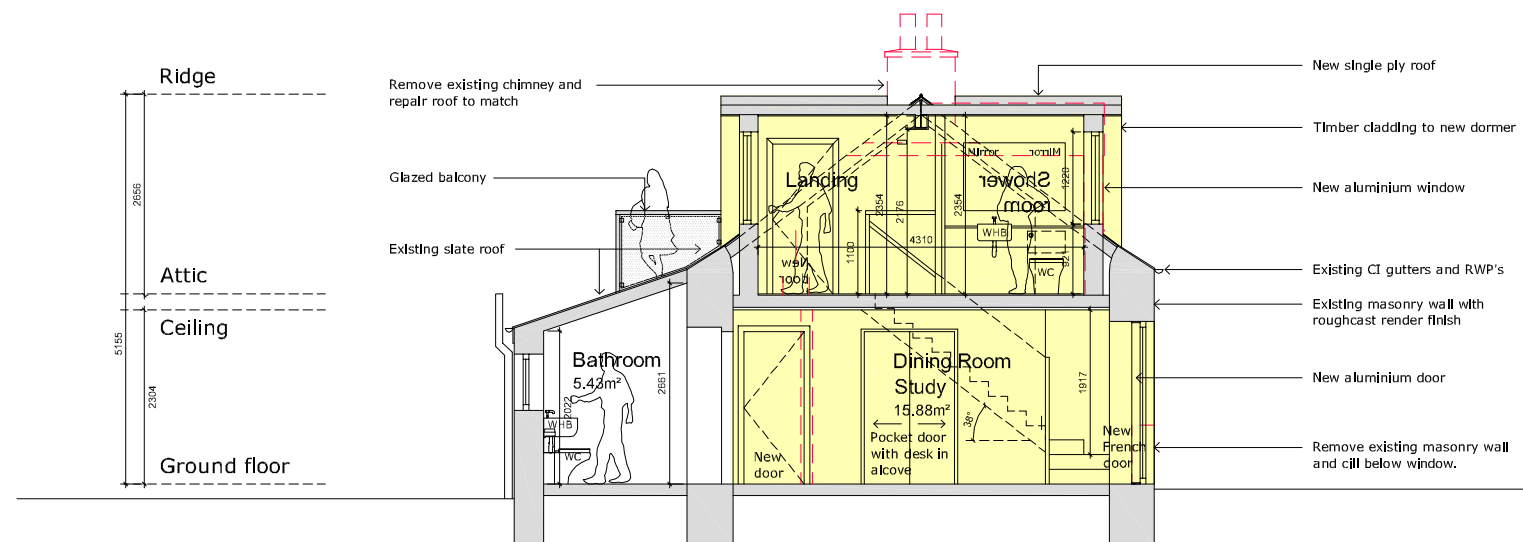 Ridge
Attic
Ceiling
Ground floor
2656
5155
2304
Remove existing chimney and
repair roof to match
Glazed balcony
Existing slate roof
New single ply roof
Timber cladding to new dormer
New aluminium window
Existing CI gutters and RWP's
Existing masonry wall with
roughcast render finish
New aluminium door
Remove existing masonry wall
and cill below window.
Landing
Shower
room
Mirror
Mirror
2354
2176
2354
1220
4310
1100
921
WHB
WC
New
door
Bathroom
5.43m²
2022
2661
WHB
WC
Dining Room
Study
15.88m²
Pocket door
with desk in
alcove
38°
1917
New
door
New
French
door